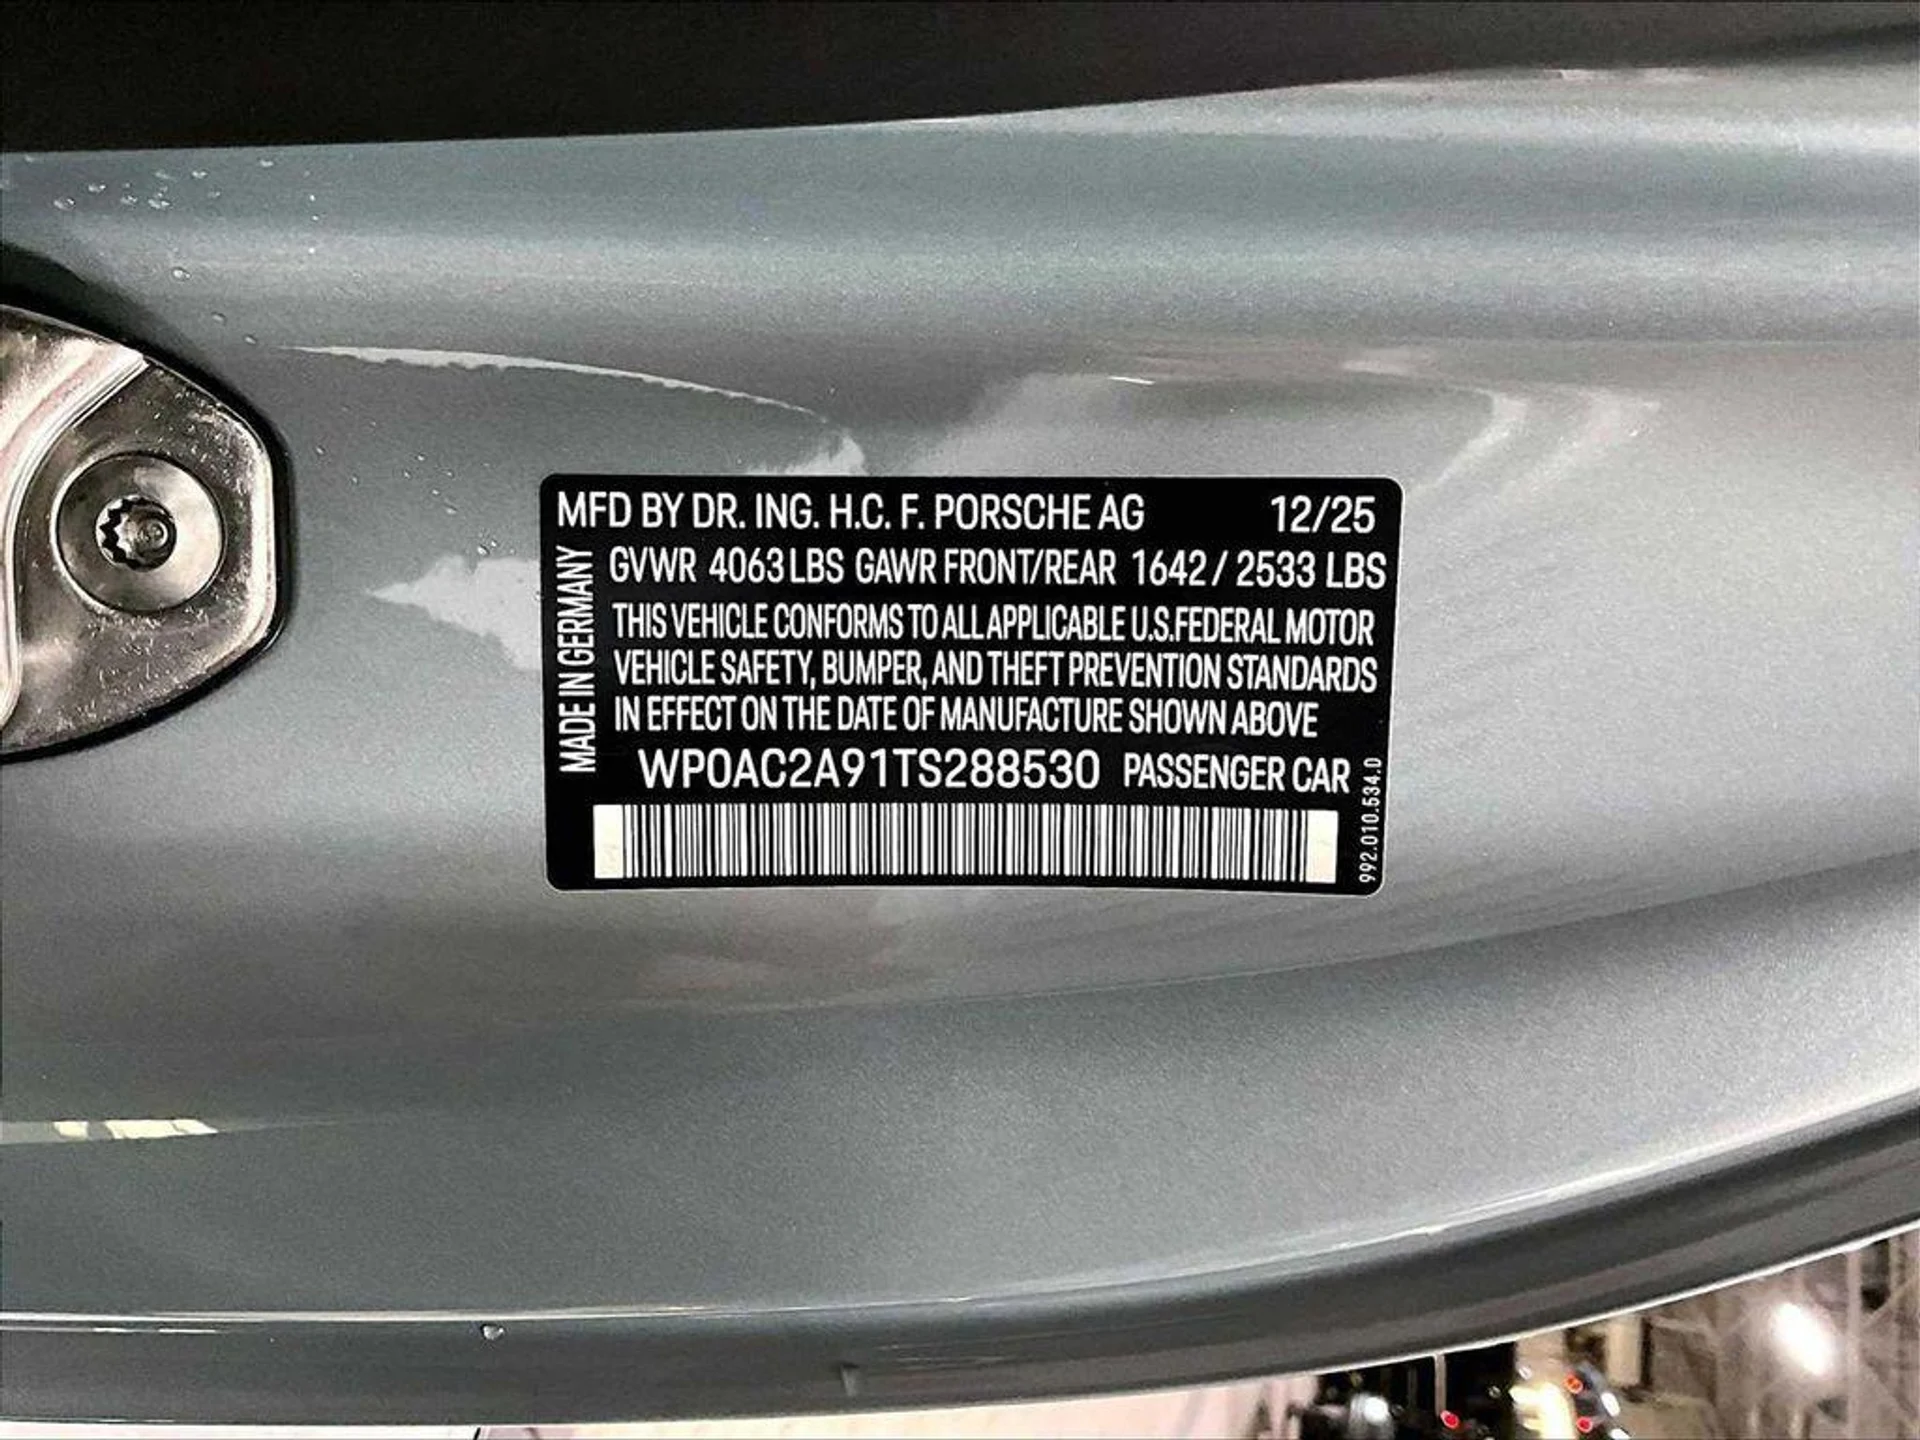 MFD BY DR. ING. H.C. F. PORSCHE AG 12/25
GVWR 4063 LBS GAWR FRONT/REAR 1642 / 2533 LBS
THIS VEHICLE CONFORMS TO ALL APPLICABLE U.S.FEDERAL MOTOR
VEHICLE SAFETY, BUMPER, AND THEFT PREVENTION STANDARDS
IN EFFECT ON THE DATE OF MANUFACTURE SHOWN ABOVE
WP0AC2A91TS288530 PASSENGER CAR
MADE IN GERMANY
992.010.534.0